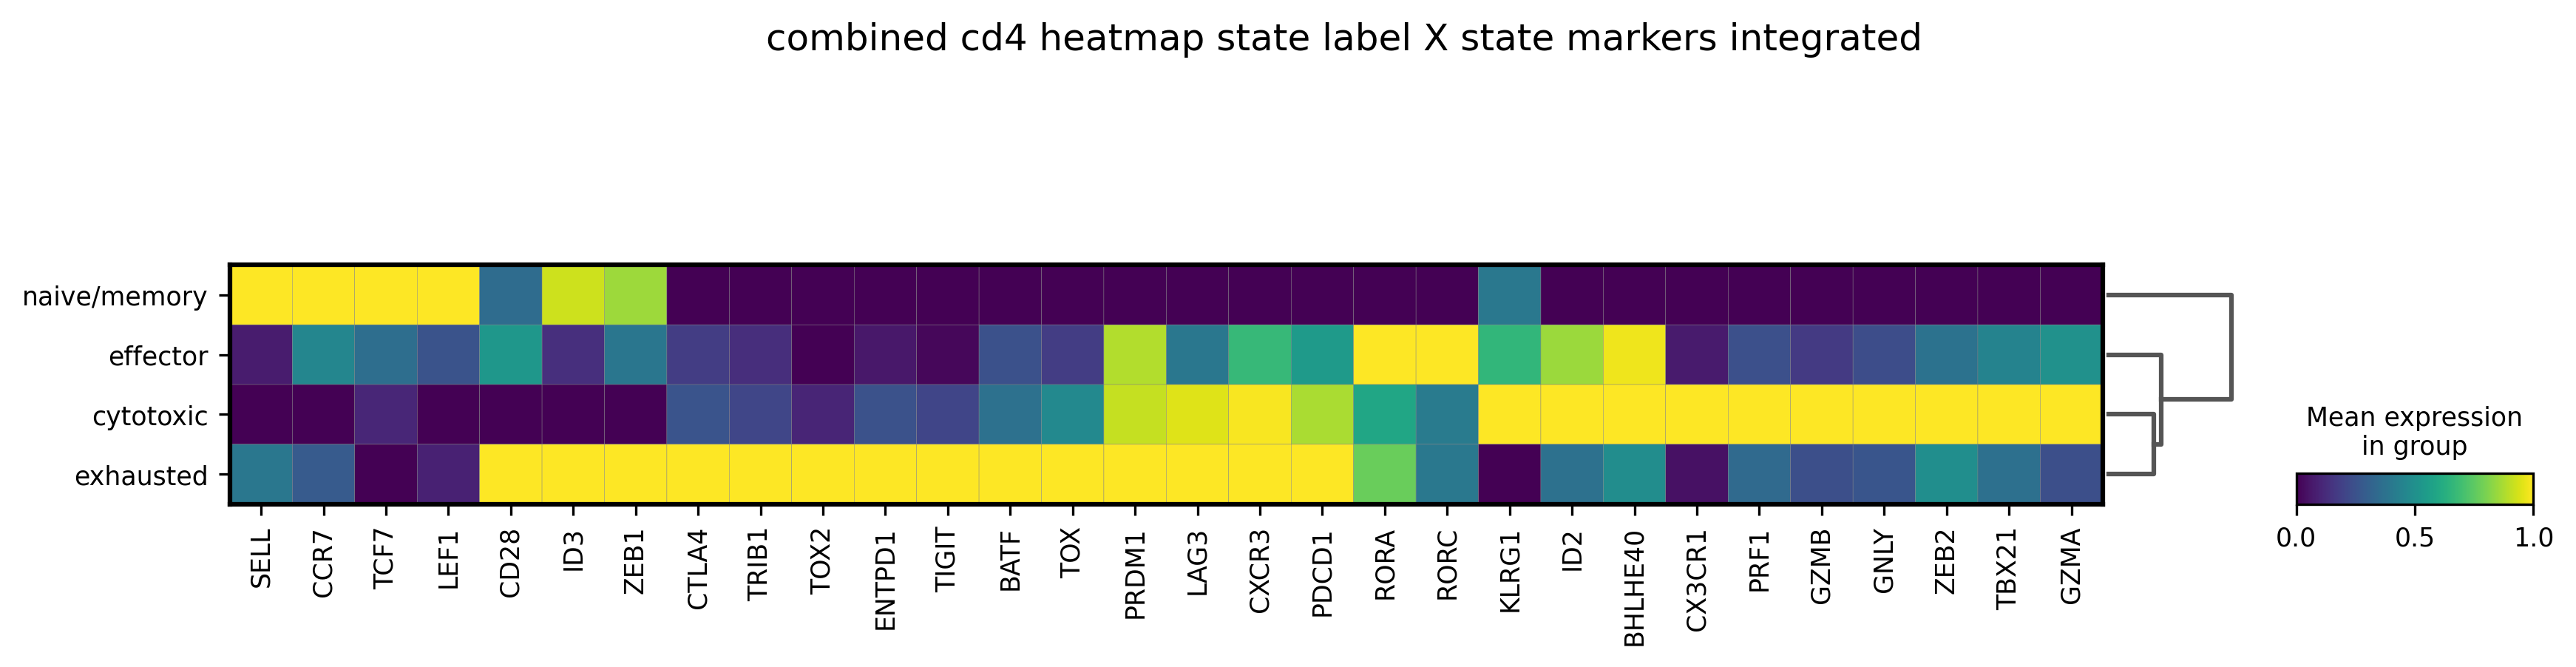 combined cd4 heatmap state label X state markers integrated
naive/memory
effector
cytotoxic
exhausted
SELL
CCR7
TCF7
LEF1
CD28
ID3
ZEB1
CTLA4
TRIB1
TOX2
ENTPD1
TIGIT
BATF
TOX
PRDM1
LAG3
CXCR3
PDCD1
RORA
RORC
KLRG1
ID2
BHLHE40
CX3CR1
PRF1
GZMB
GNLY
ZEB2
TBX21
GZMA
Mean expression
in group
0.0 0.5 1.0